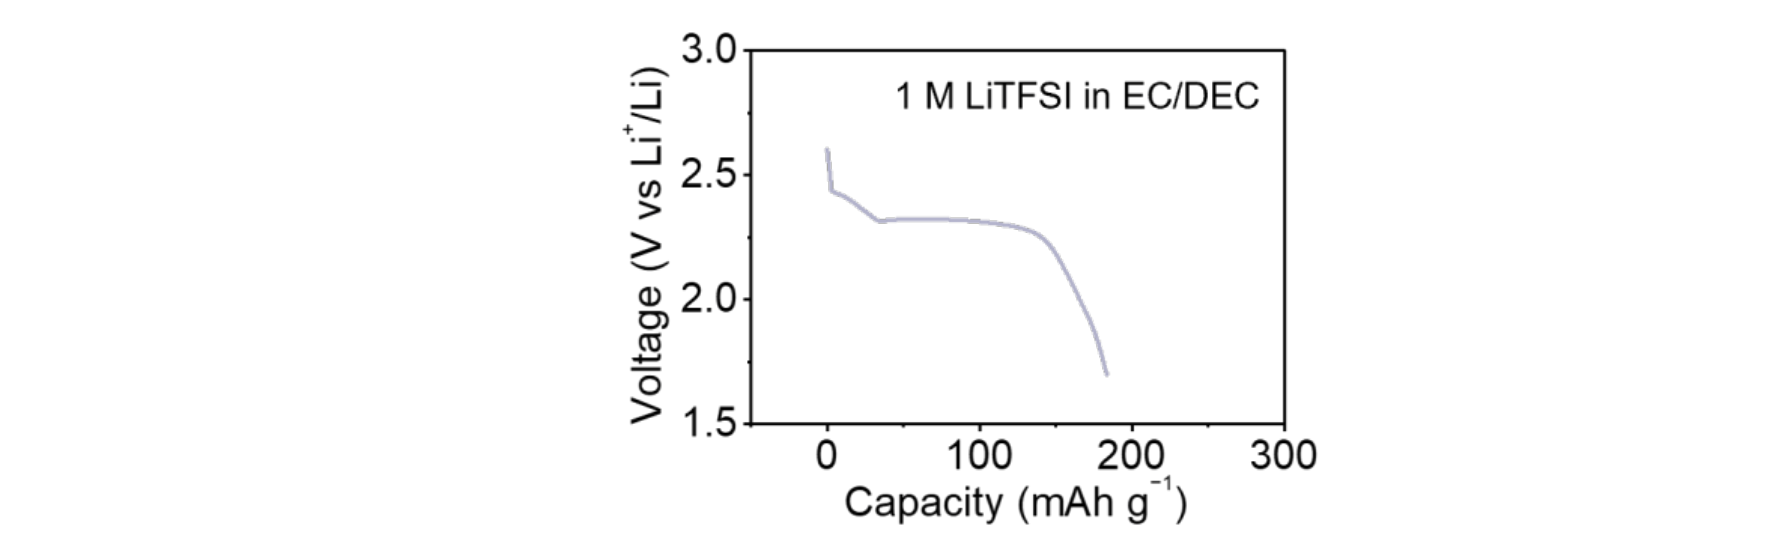 3.0
1 M LiTFSI in EC/DEC
2.5
2.0
1.5
Voltage (V vs Li⁺/Li)
0 100 200 300
Capacity (mAh g⁻¹)